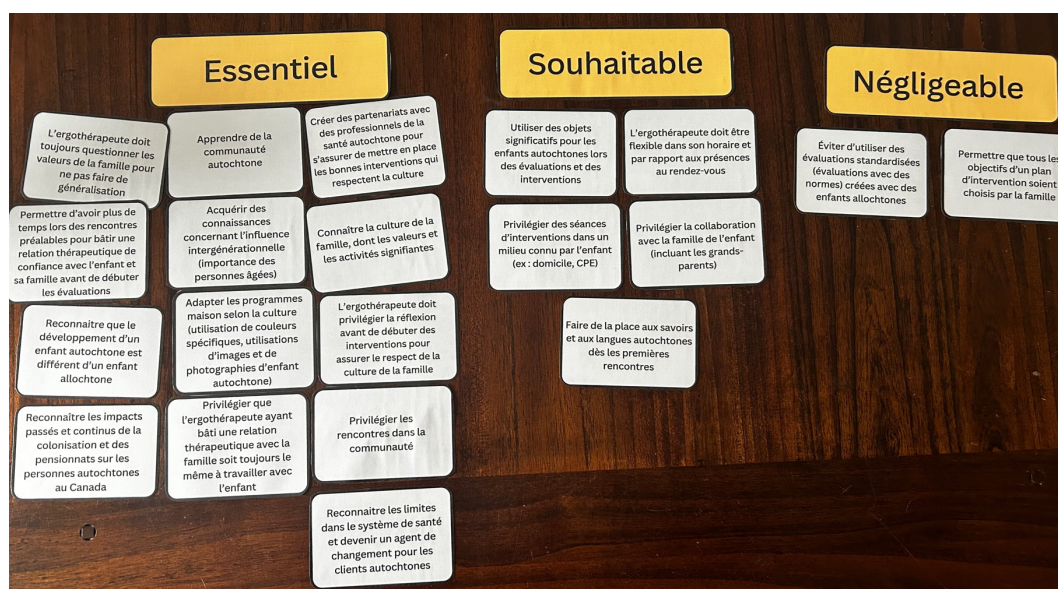 Essentiel
L'ergothérapeute doit
toujours questionner les
valeurs de la famille pour
ne pas faire de
généralisation
Apprendre de la
communauté
autochtone
Créer des partenariats avec
des professionnels de la
santé autochtone pour
s'assurer de mettre en place
les bonnes interventions qui
respectent la culture
Permettre d'avoir plus de
temps lors des rencontres
préalables pour bâtir une
relation thérapeutique de
confiance avec l'enfant et
sa famille avant de débuter
les évaluations
Acquérir des
connaissances
concernant l'influence
intergénérationnelle
(importance des
personnes âgées)
Connaître la culture de la
famille, dont les valeurs et
les activités signifiantes
Reconnaitre que le
développement d'un
enfant autochtone est
différent d'un enfant
allochtone
Adapter les programmes
maison selon la culture
(utilisation de couleurs
spécifiques, utilisations
d'images et de
photographies d'enfant
autochtone)
L'ergothérapeute doit
privilégier la réflexion
avant de débuter des
interventions pour
assurer le respect de la
culture de la famille
Reconnaître les impacts
passés et continus de la
colonisation et des
pensionnats sur les
personnes autochtones
au Canada
Privilégier que
l'ergothérapeute ayant
bâti une relation
thérapeutique avec la
famille soit toujours le
même à travailler avec
l'enfant
Privilégier les
rencontres dans la
communauté
Reconnaitre les limites
dans le système de santé
et devenir un agent de
changement pour les
clients autochtones
Souhaitable
Utiliser des objets
significatifs pour les
enfants autochtones lors
des évaluations et des
interventions
L'ergothérapeute doit être
flexible dans son horaire et
par rapport aux présences
au rendez-vous
Privilégier des séances
d'interventions dans un
milieu connu par l'enfant
(ex : domicile, CPE)
Privilégier la collaboration
avec la famille de l'enfant
(incluant les grands-
parents)
Faire de la place aux savoirs
et aux langues autochtones
dès les premières
rencontres
Négligeable
Éviter d'utiliser des
évaluations standardisées
(évaluations avec des
normes) créées avec des
enfants allochtones
Permettre que tous les
objectifs d'un plan
d'intervention soient
choisis par la famille